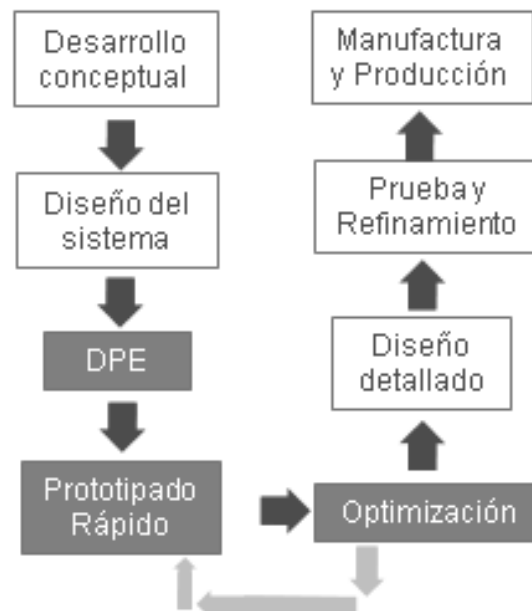 Desarrollo
conceptual
Diseño del
sistema
DPE
Prototipado
Rápido
Optimización
Diseño
detallado
Prueba y
Refinamiento
Manufactura
y Producción